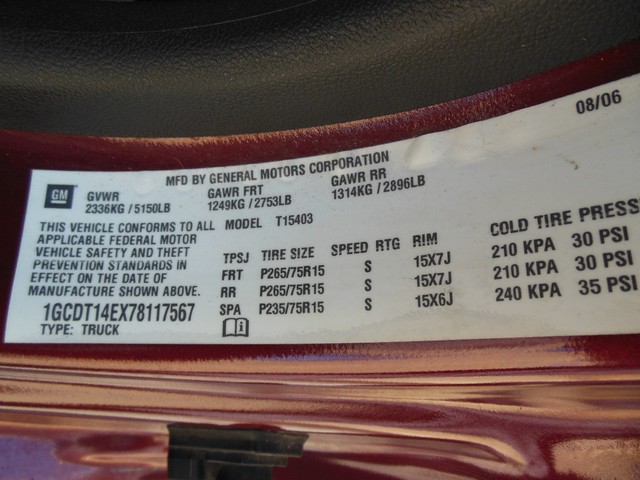 08/06
MFD BY GENERAL MOTORS CORPORATION
GM
GVWR GAWR FRT GAWR RR
2336KG / 5150LB 1249KG / 2753LB 1314KG / 2896LB
THIS VEHICLE CONFORMS TO ALL MODEL T15403
APPLICABLE FEDERAL MOTOR
VEHICLE SAFETY AND THEFT
PREVENTION STANDARDS IN
EFFECT ON THE DATE OF
MANUFACTURE SHOWN ABOVE.
1GCDT14EX78117567
TYPE: TRUCK
TPSJ TIRE SIZE SPEED RTG RIM COLD TIRE PRESS
FRT P265/75R15 S 15X7J 210 KPA 30 PSI
RR P265/75R15 S 15X7J 210 KPA 30 PSI
SPA P235/75R15 S 15X6J 240 KPA 35 PSI